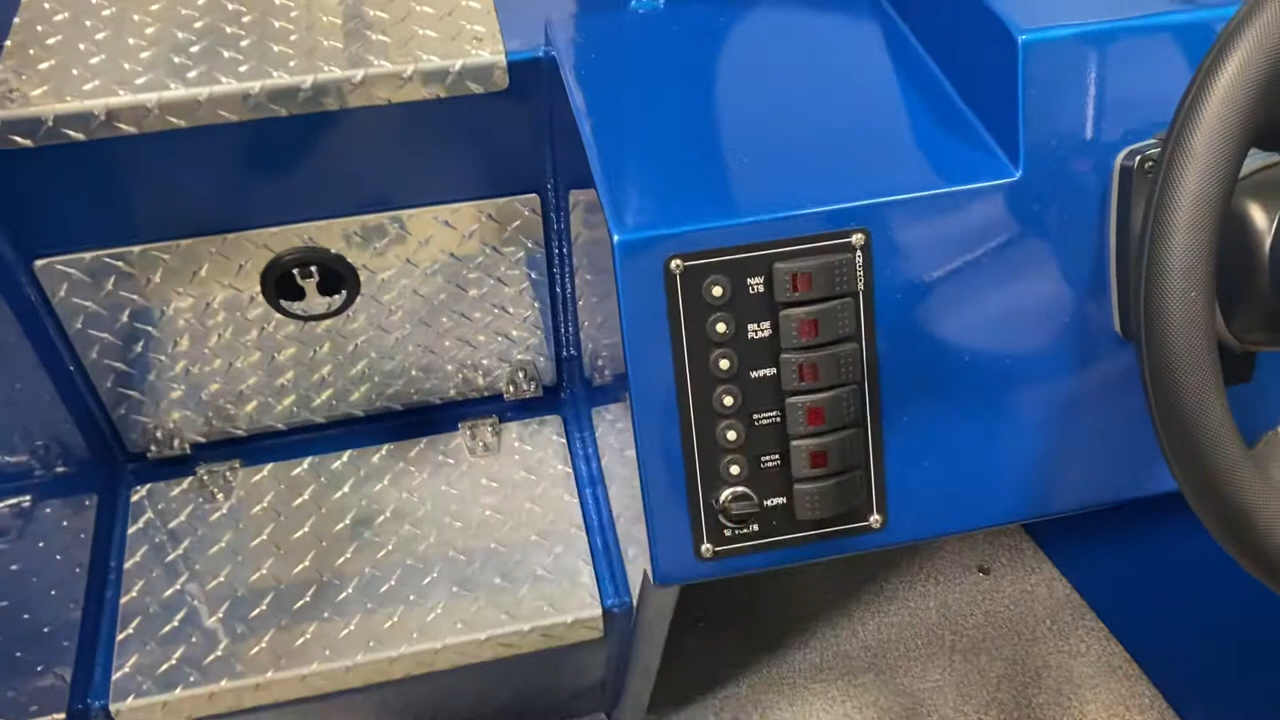 ANCHOR
NAV
LTS
BILGE
PUMP
WIPER
GUNNEL
LIGHTS
DECK
LIGHT
HORN
12 VOLTS